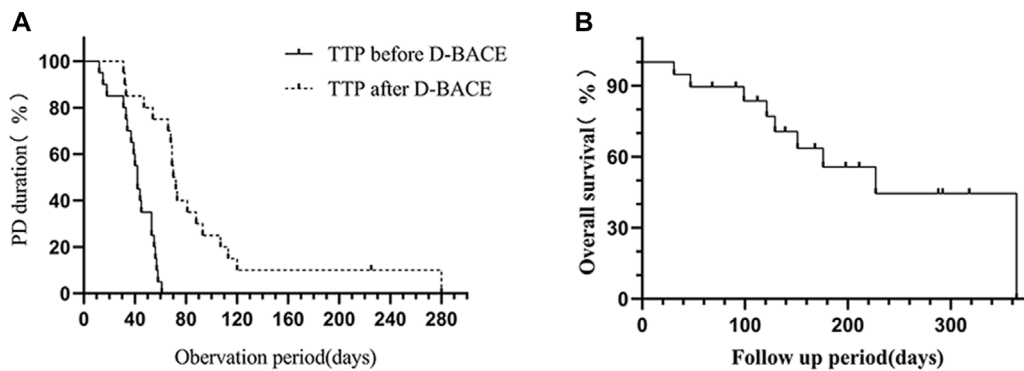 A
TTP before D-BACE
TTP after D-BACE
PD duration( %)
100
80
60
40
20
0
0 40 80 120 160 200 240 280
Obervation period(days)
B
Overall survival( %)
90
60
30
0
0 100 200 300
Follow up period(days)